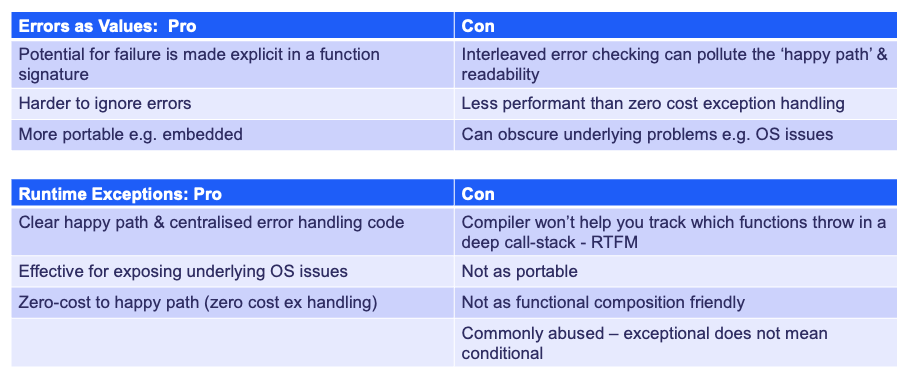 Errors as Values:  Pro
Con
Potential for failure is made explicit in a function
signature
Interleaved error checking can pollute the ‘happy path’ &
readability
Harder to ignore errors
Less performant than zero cost exception handling
More portable e.g. embedded
Can obscure underlying problems e.g. OS issues
Runtime Exceptions: Pro
Con
Clear happy path & centralised error handling code
Compiler won’t help you track which functions throw in a
deep call-stack - RTFM
Effective for exposing underlying OS issues
Not as portable
Zero-cost to happy path (zero cost ex handling)
Not as functional composition friendly
Commonly abused – exceptional does not mean
conditional